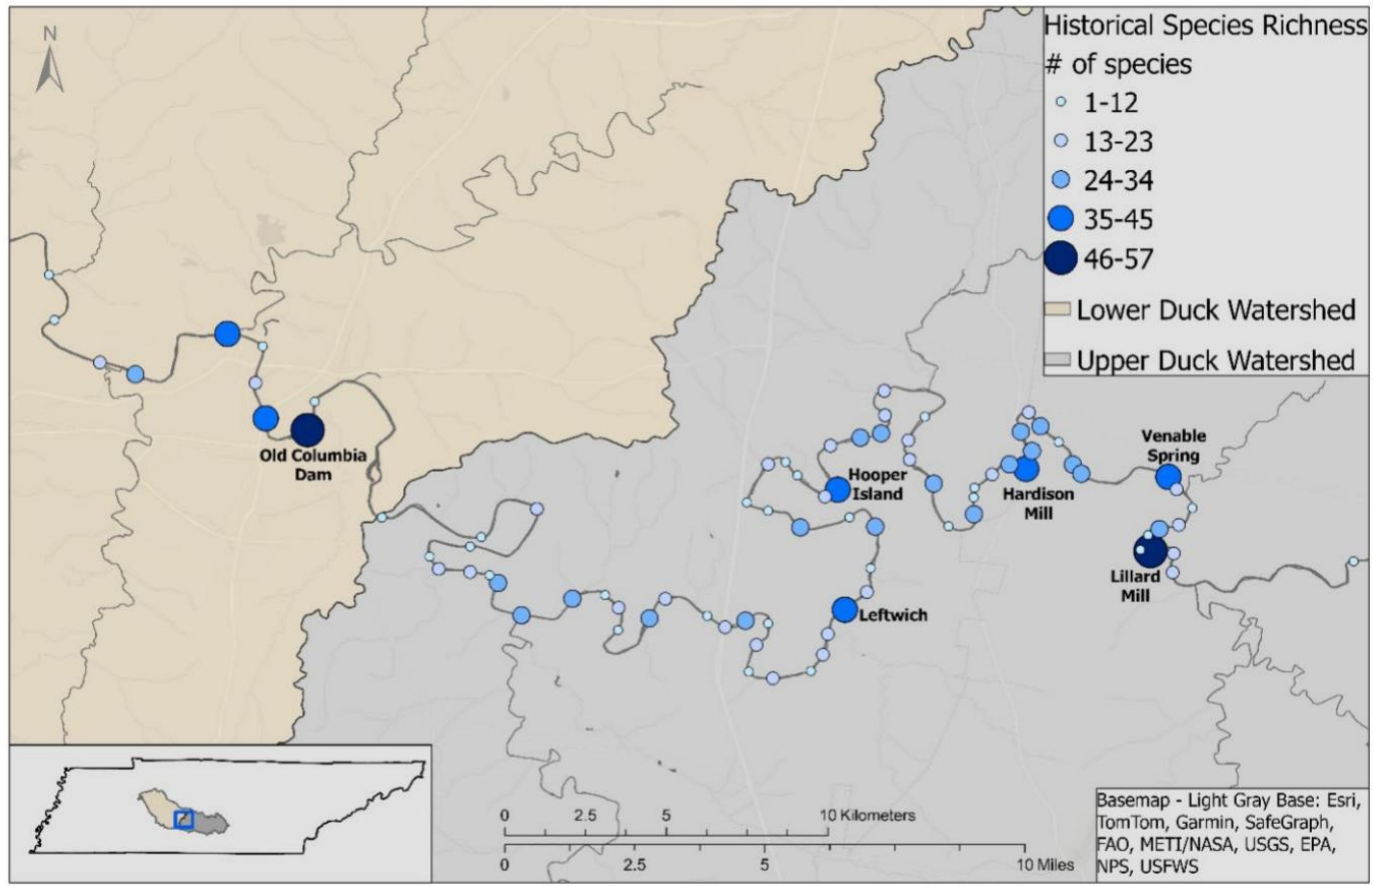 N
Historical Species Richness
# of species
1-12
13-23
24-34
35-45
46-57
Lower Duck Watershed
Upper Duck Watershed
Old Columbia
Dam
Hooper
Island
Hardison
Mill
Venable
Spring
Lillard
Mill
Leftwich
0 2.5 5 10 Kilometers
0 2.5 5 10 Miles
Basemap - Light Gray Base: Esri,
TomTom, Garmin, SafeGraph,
FAO, METI/NASA, USGS, EPA,
NPS, USFWS